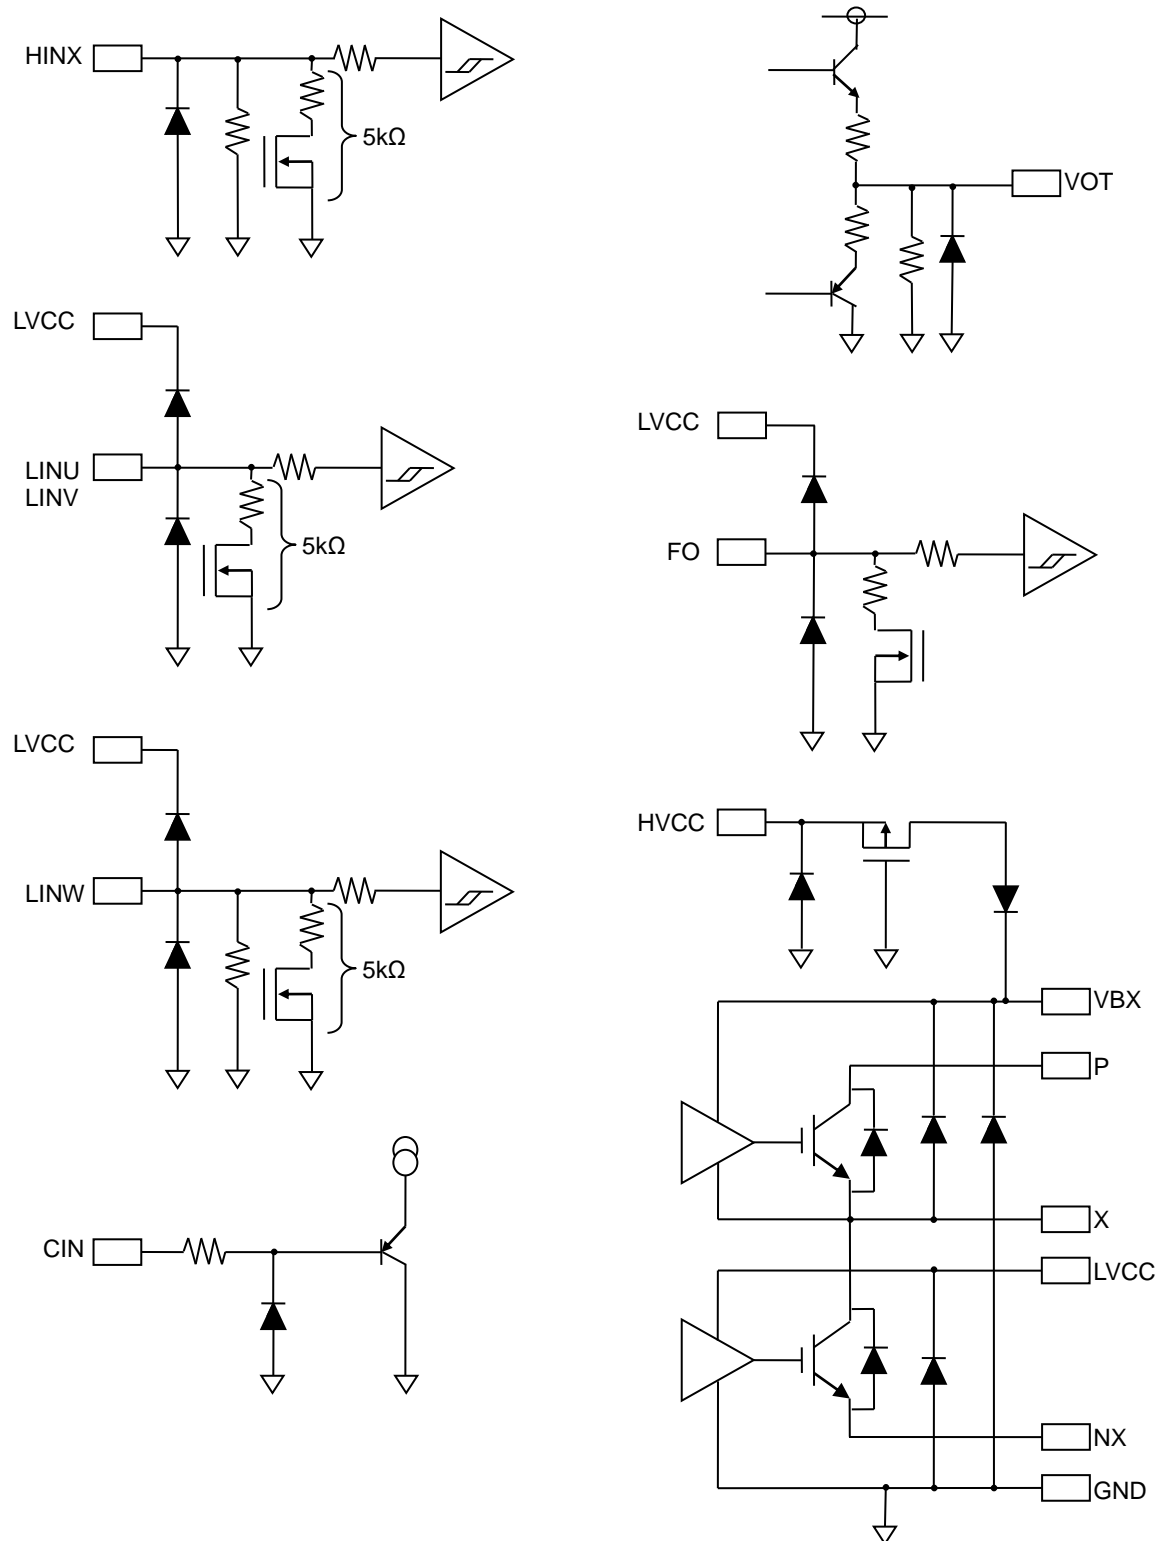 HINX
5kΩ
LVCC
LINU
LINV
5kΩ
LVCC
LINW
5kΩ
CIN
VOT
LVCC
FO
HVCC
VBX
P
X
LVCC
NX
GND